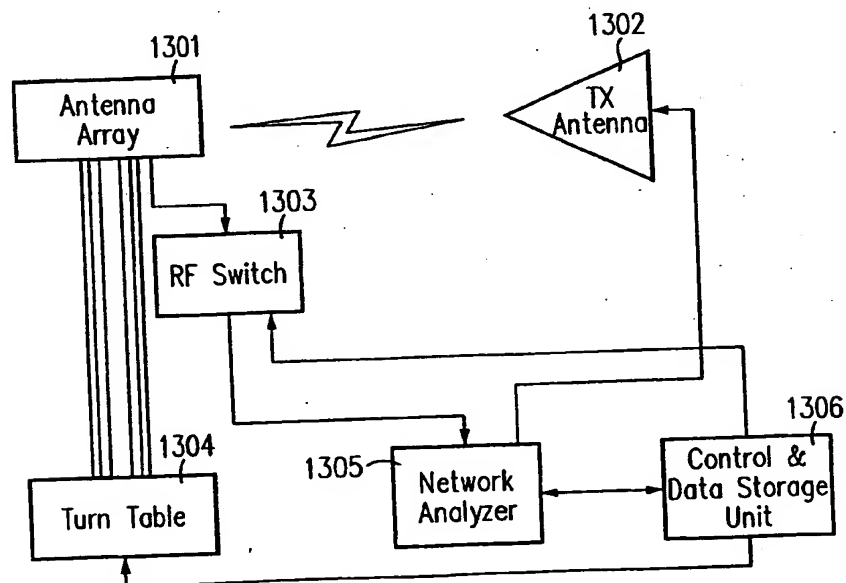 1301
Antenna
Array
1302
TX
Antenna
1303
RF Switch
1304
Turn Table
1305
Network
Analyzer
1306
Control &
Data Storage
Unit